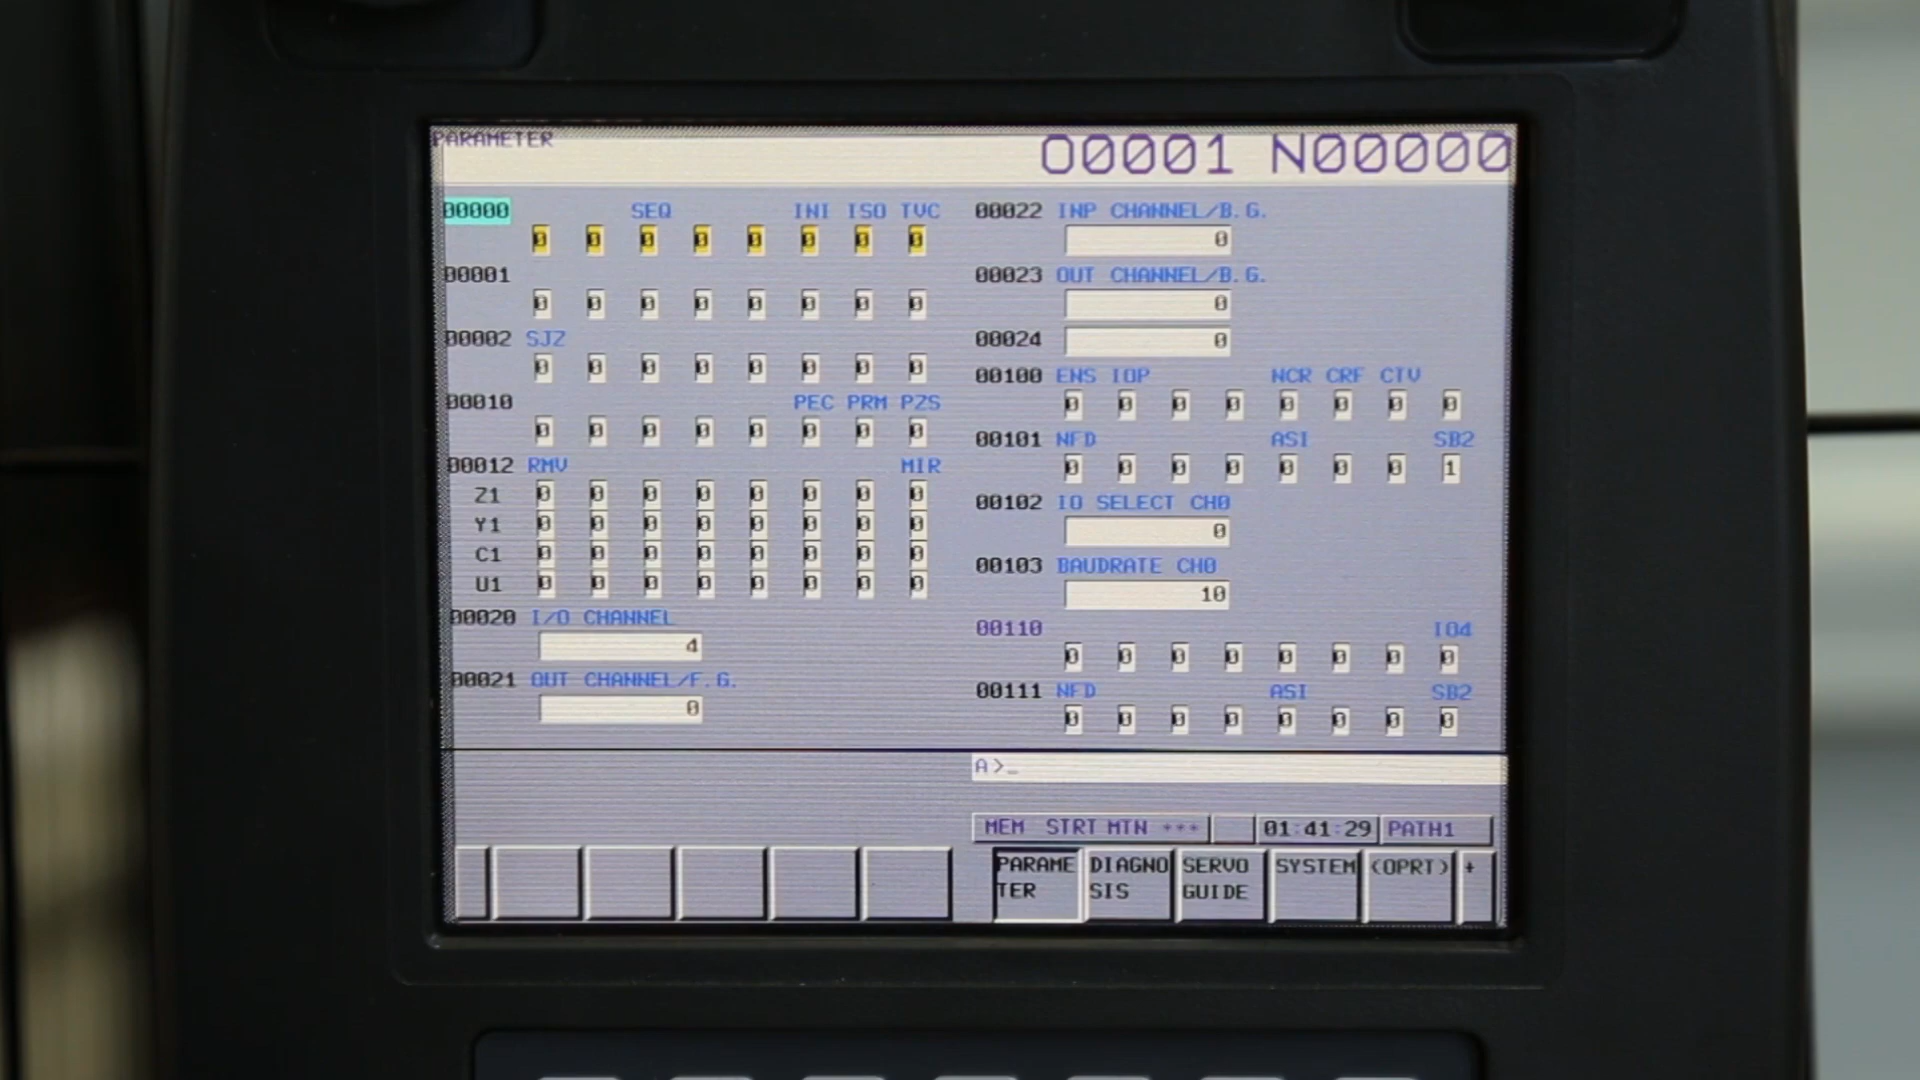 PARAMETER O0001 N00000
00000 SEQ INI ISO TVC
0 0 0 0 0 0 0 0
00001
0 0 0 0 0 0 0 0
00002 SJZ
0 0 0 0 0 0 0 0
00010 PEC PRM PZS
0 0 0 0 0 0 0 0
00012 RMV MIR
Z1 0 0 0 0 0 0 0 0
Y1 0 0 0 0 0 0 0 0
C1 0 0 0 0 0 0 0 0
U1 0 0 0 0 0 0 0 0
00020 I/O CHANNEL
4
00021 OUT CHANNEL/F.G.
0
00022 INP CHANNEL/B.G.
0
00023 OUT CHANNEL/B.G.
0
00024 0
00100 ENS IOP NCR CRF CTV
0 0 0 0 0 0 0 0
00101 NFD ASI SB2
0 0 0 0 0 0 0 1
00102 IO SELECT CH0
0
00103 BAUDRATE CH0
10
00110 IO4
0 0 0 0 0 0 0 0
00111 NFD ASI SB2
0 0 0 0 0 0 0 0
A>_
MEM STRT MTN *** 01:41:29 PATH1
PARAME DIAGNO SERVO SYSTEM (OPRT) +
TER SIS GUIDE